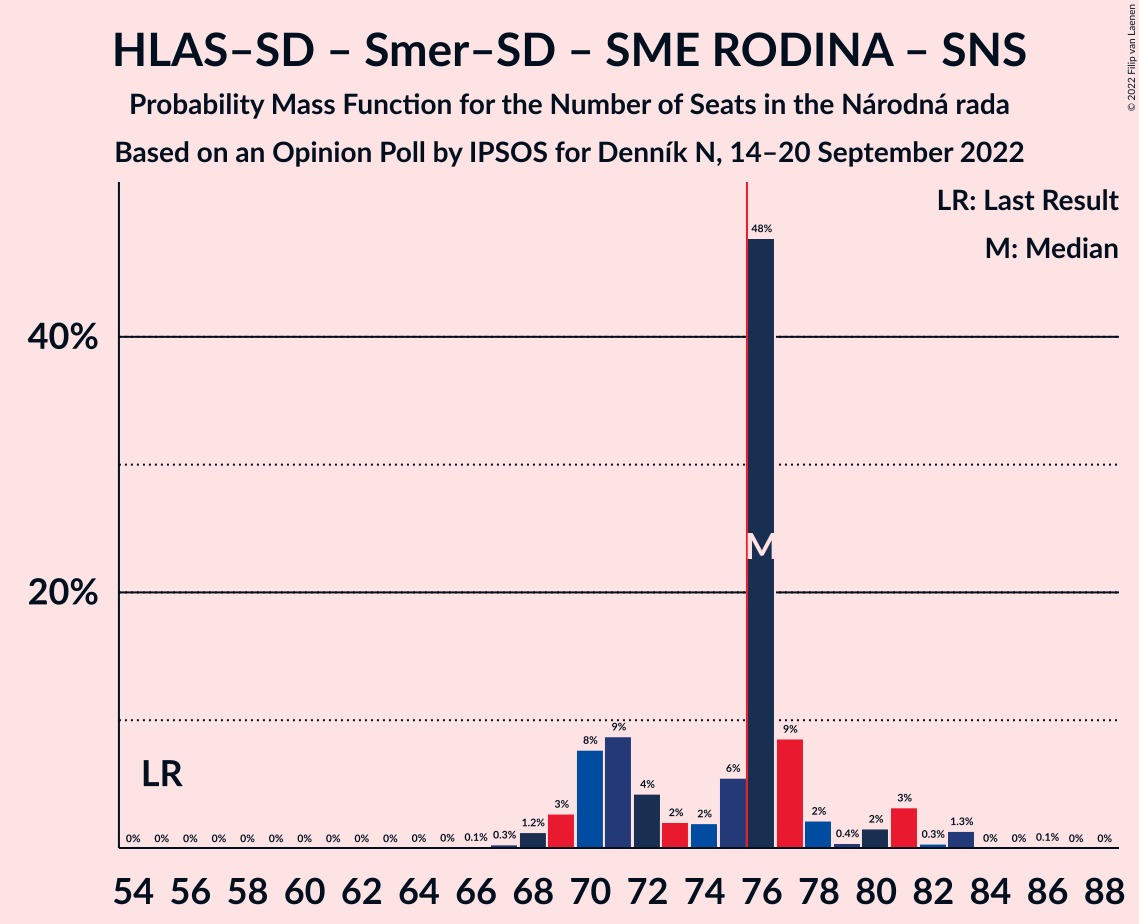 HLAS–SD – Smer–SD – SME RODINA – SNS
Probability Mass Function for the Number of Seats in the Národná rada
Based on an Opinion Poll by IPSOS for Denník N, 14–20 September 2022
© 2022 Filip van Laenen
LR: Last Result
M: Median
48%
40%
M
20%
9%
9%
8%
6%
LR
4%
3%
3%
2%
2%
2%
2%
1.2%
1.3%
0% 0% 0% 0% 0% 0% 0% 0% 0% 0% 0% 0% 0.1% 0.3% 0.4% 0.3% 0% 0% 0.1% 0% 0%
54 56 58 60 62 64 66 68 70 72 74 76 78 80 82 84 86 88